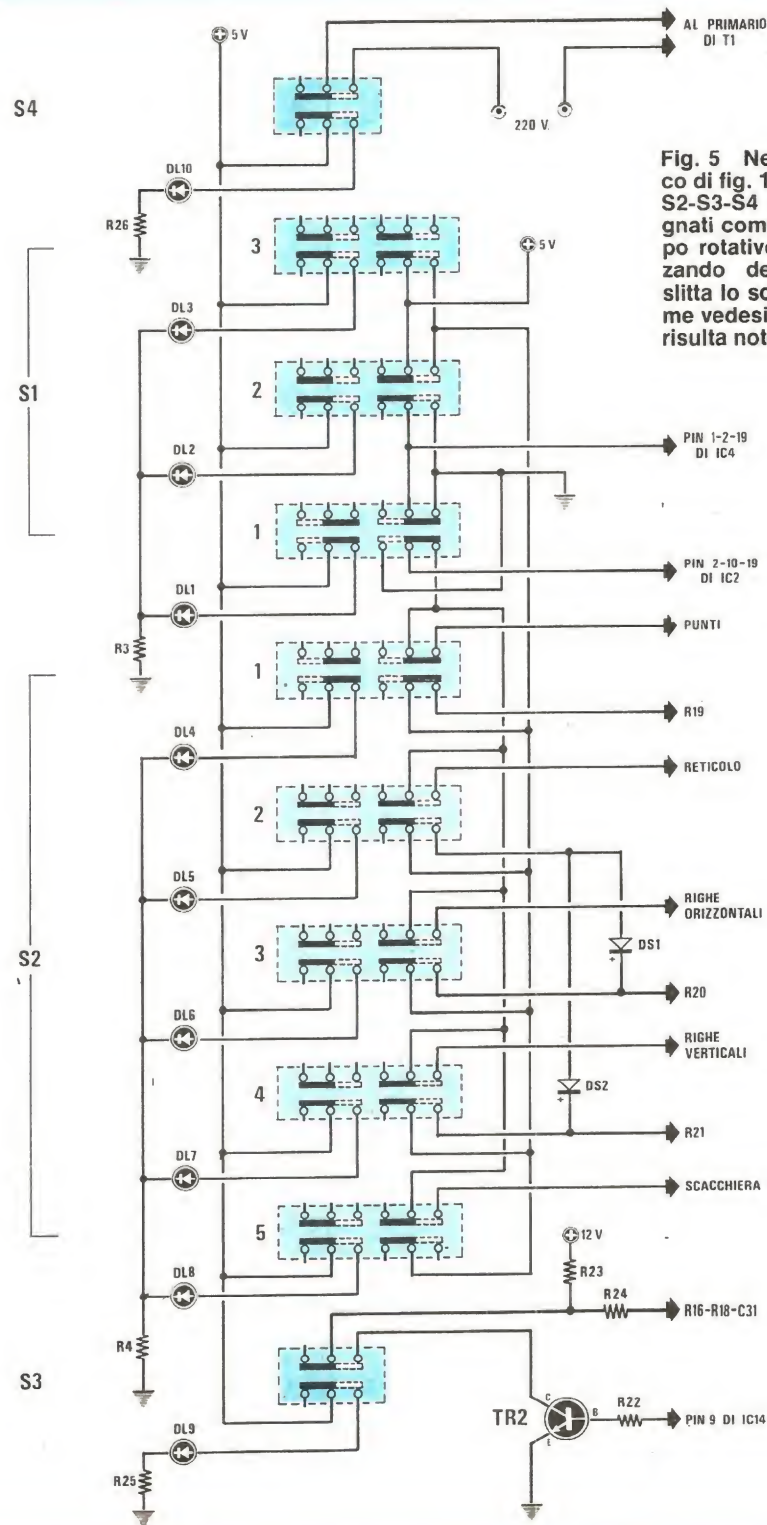 AL PRIMARIO
DI T1
5 V
S4
220 V.
Fig. 5 Ne
co di fig. 1
S2-S3-S4
gnati com
po rotativ
zando de
slitta lo sc
me vedesi
risulta not
DL10
R26
3
5 V
DL3
S1
2
DL2
PIN 1-2-19
DI IC4
1
DL1
PIN 2-10-19
DI IC2
R3
PUNTI
1
R19
DL4
RETICOLO
2
DL5
RIGHE
ORIZZONTALI
S2
3
DS1
+
R20
DL6
RIGHE
VERTICALI
4
DS2
+
R21
DL7
SCACCHIERA
5
12 V
R23
DL8
R24
R16-R18-C31
R4
S3
C
TR2
B
R22
PIN 9 DI IC14
E
DL9
R25